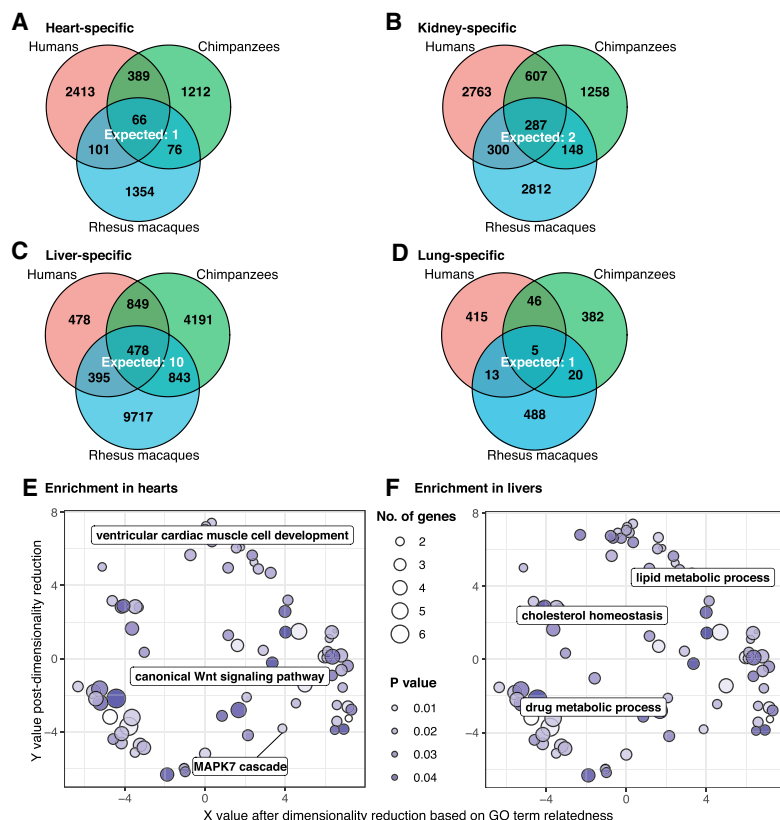 A Heart-specific
Humans
Chimpanzees
389
2413
1212
66
Expected: 1
101
76
1354
Rhesus macaques
B Kidney-specific
Humans
Chimpanzees
607
2763
1258
287
Expected: 2
300
148
2812
Rhesus macaques
C Liver-specific
Humans
Chimpanzees
849
478
4191
478
Expected: 10
395
843
9717
Rhesus macaques
D Lung-specific
Humans
Chimpanzees
46
415
382
5
Expected: 1
13
20
488
Rhesus macaques
E Enrichment in hearts
Y value post-dimensionality reduction
8
4
0
−4
ventricular cardiac muscle cell development
canonical Wnt signaling pathway
MAPK7 cascade
−4
0
4
No. of genes
2
3
4
5
6
P value
0.01
0.02
0.03
0.04
F Enrichment in livers
8
4
0
−4
lipid metabolic process
cholesterol homeostasis
drug metabolic process
−4
0
4
X value after dimensionality reduction based on GO term relatedness